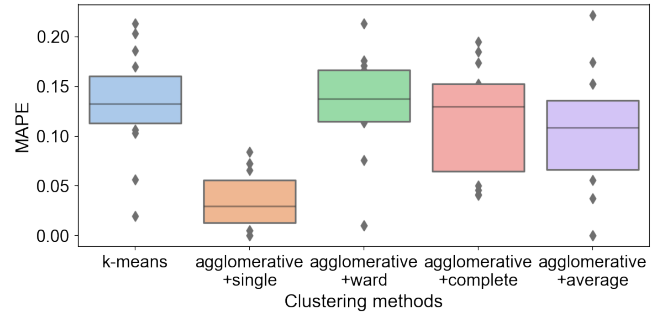 0.20
0.15
0.10
0.05
0.00
MAPE
k-means agglomerative agglomerative agglomerative agglomerative
+single +ward +complete +average
Clustering methods